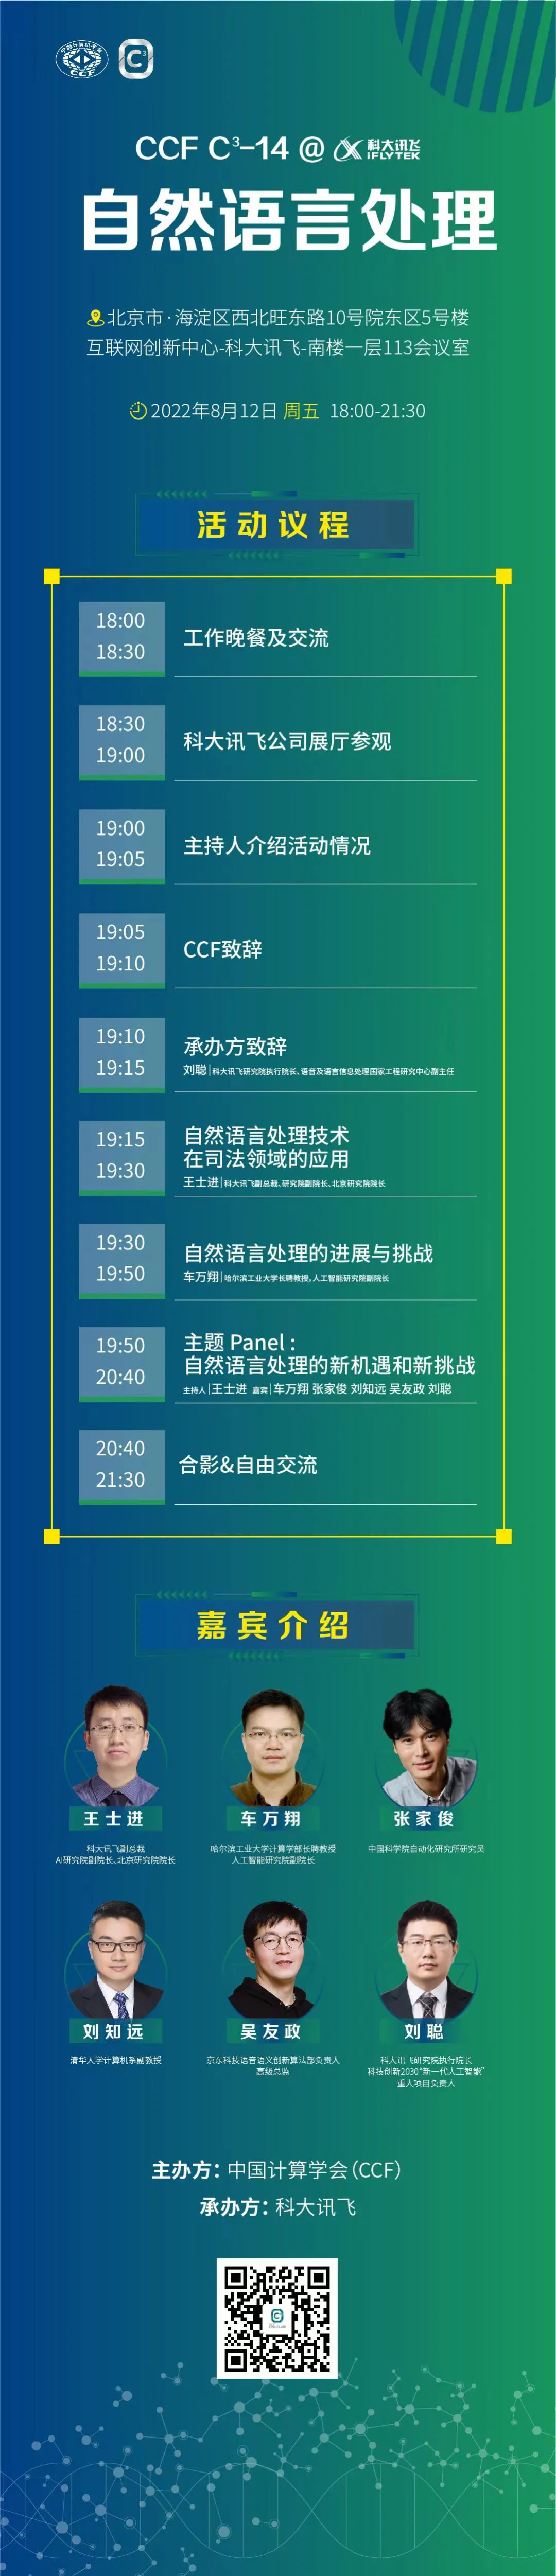 中国计算机学会
CCF
C³
CCF C³-14 @ 科大讯飞 iFLYTEK
自然语言处理
北京市·海淀区西北旺东路10号院东区5号楼
互联网创新中心-科大讯飞-南楼一层113会议室
2022年8月12日 周五 18:00-21:30
活动议程
18:00
18:30
工作晚餐及交流
18:30
19:00
科大讯飞公司展厅参观
19:00
19:05
主持人介绍活动情况
19:05
19:10
CCF致辞
19:10
19:15
承办方致辞
刘聪|科大讯飞研究院执行院长、语音及语言信息处理国家工程研究中心副主任
19:15
19:30
自然语言处理技术
在司法领域的应用
王士进|科大讯飞副总裁、研究院副院长、北京研究院院长
19:30
19:50
自然语言处理的进展与挑战
车万翔|哈尔滨工业大学长聘教授,人工智能研究院副院长
19:50
20:40
主题 Panel :
自然语言处理的新机遇和新挑战
主持人|王士进 嘉宾|车万翔 张家俊 刘知远 吴友政 刘聪
20:40
21:30
合影&自由交流
嘉宾介绍
王士进
科大讯飞副总裁
AI研究院副院长、北京研究院院长
车万翔
哈尔滨工业大学计算学部长聘教授
人工智能研究院副院长
张家俊
中国科学院自动化研究所研究员
刘知远
清华大学计算机系副教授
吴友政
京东科技语音语义创新算法部负责人
高级总监
刘聪
科大讯飞研究院执行院长
科技创新2030“新一代人工智能”
重大项目负责人
主办方：中国计算学会（CCF）
承办方：科大讯飞